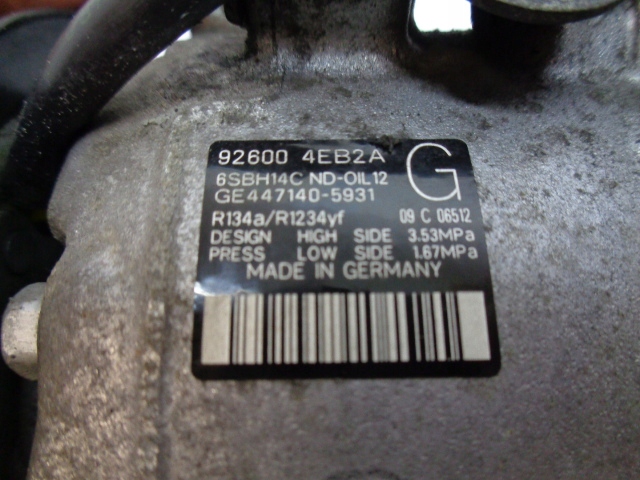 92600 4EB2A G
6SBH14C ND-OIL12
GE447140-5931
R134a/R1234yf 09 C 06512
DESIGN HIGH SIDE 3.53MPa
PRESS LOW SIDE 1.67MPa
MADE IN GERMANY